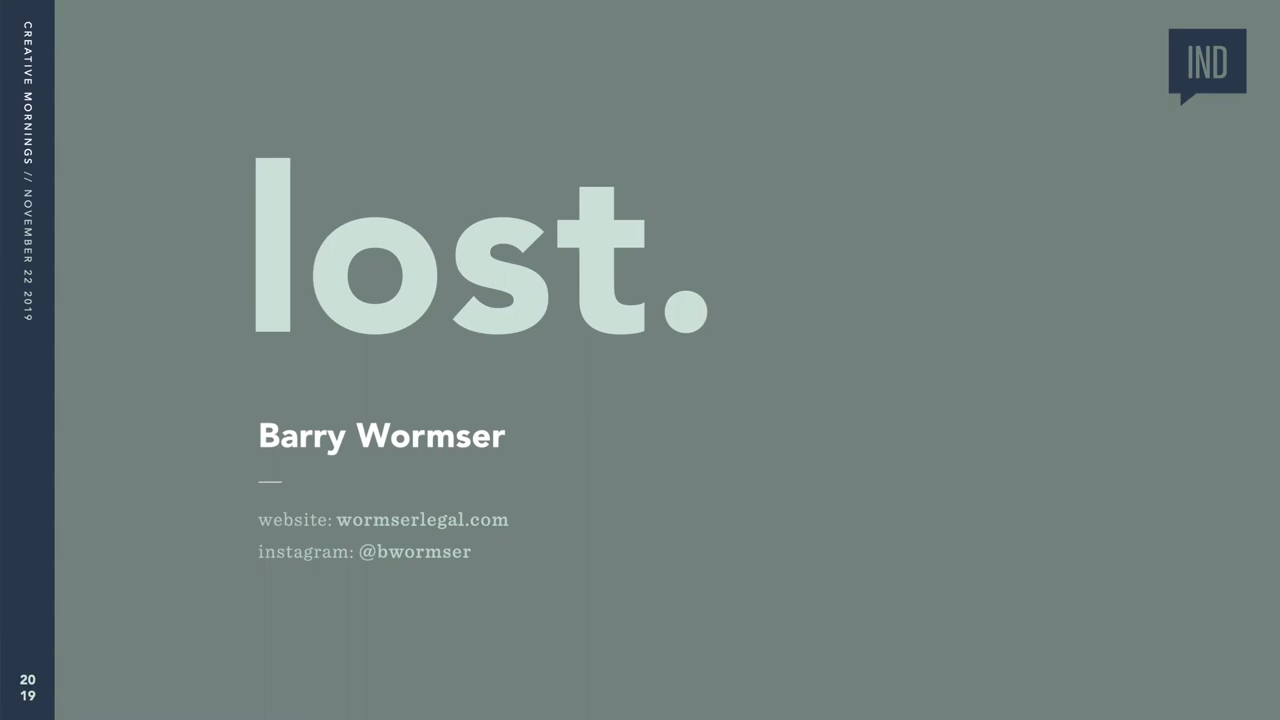 CREATIVE MORNINGS // NOVEMBER 22 2019
IND
lost.
Barry Wormser
website: wormserlegal.com
instagram: @bwormser
20
19